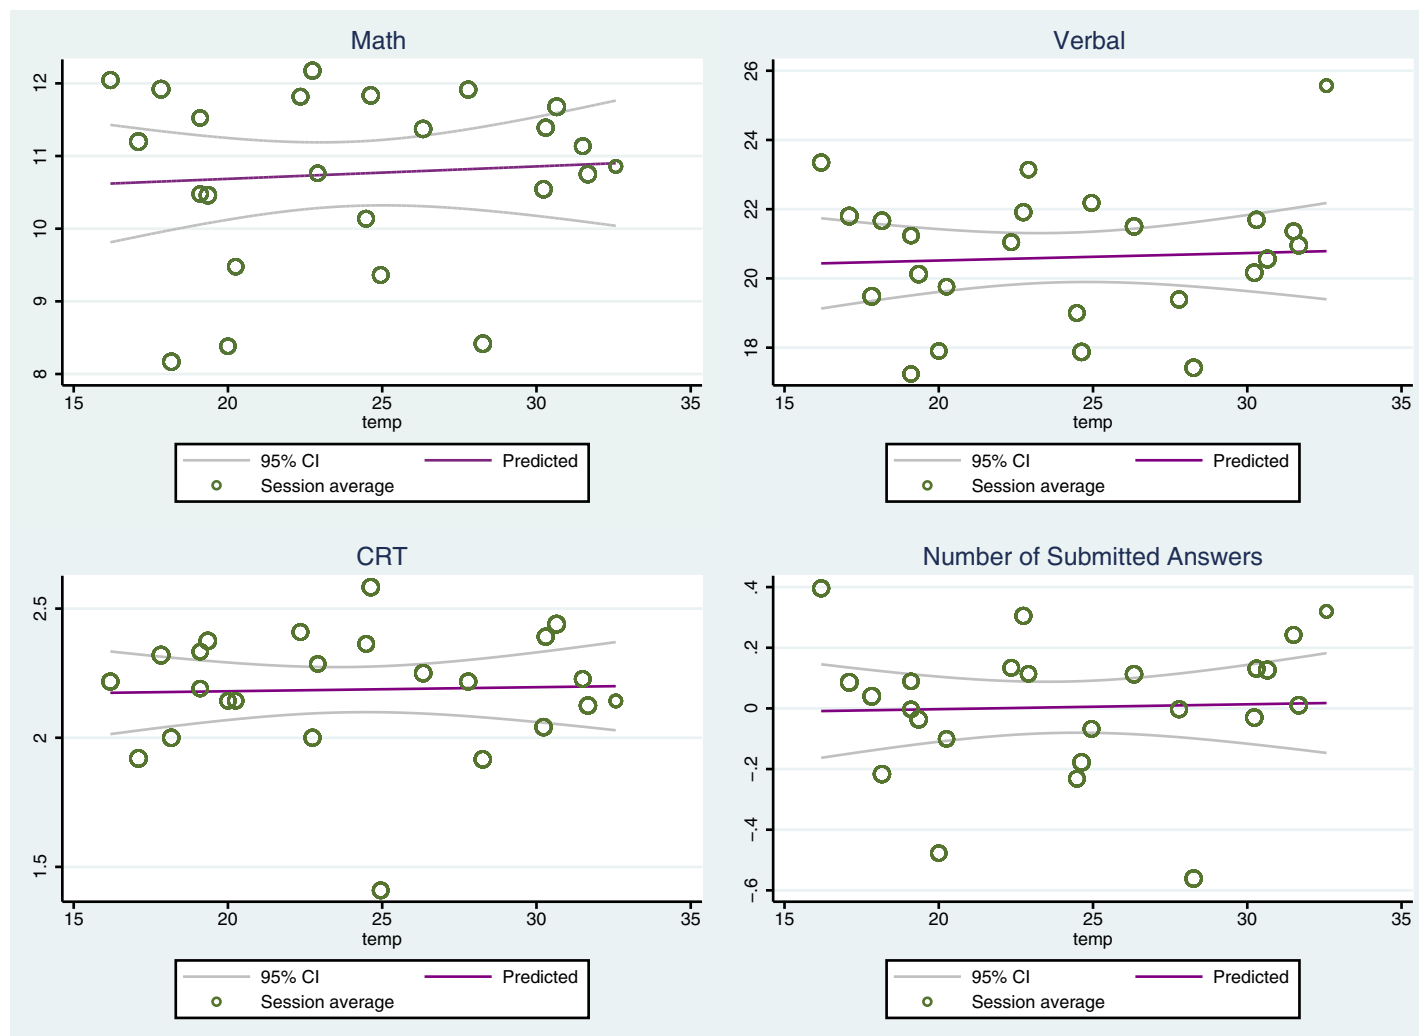 Math
12
11
10
9
8
15 20 25 30 35
temp
95% CI Predicted
Session average
Verbal
26
24
22
20
18
15 20 25 30 35
temp
95% CI Predicted
Session average
CRT
2.5
2
1.5
15 20 25 30 35
temp
95% CI Predicted
Session average
Number of Submitted Answers
.4
.2
0
-.2
-.4
-.6
15 20 25 30 35
temp
95% CI Predicted
Session average